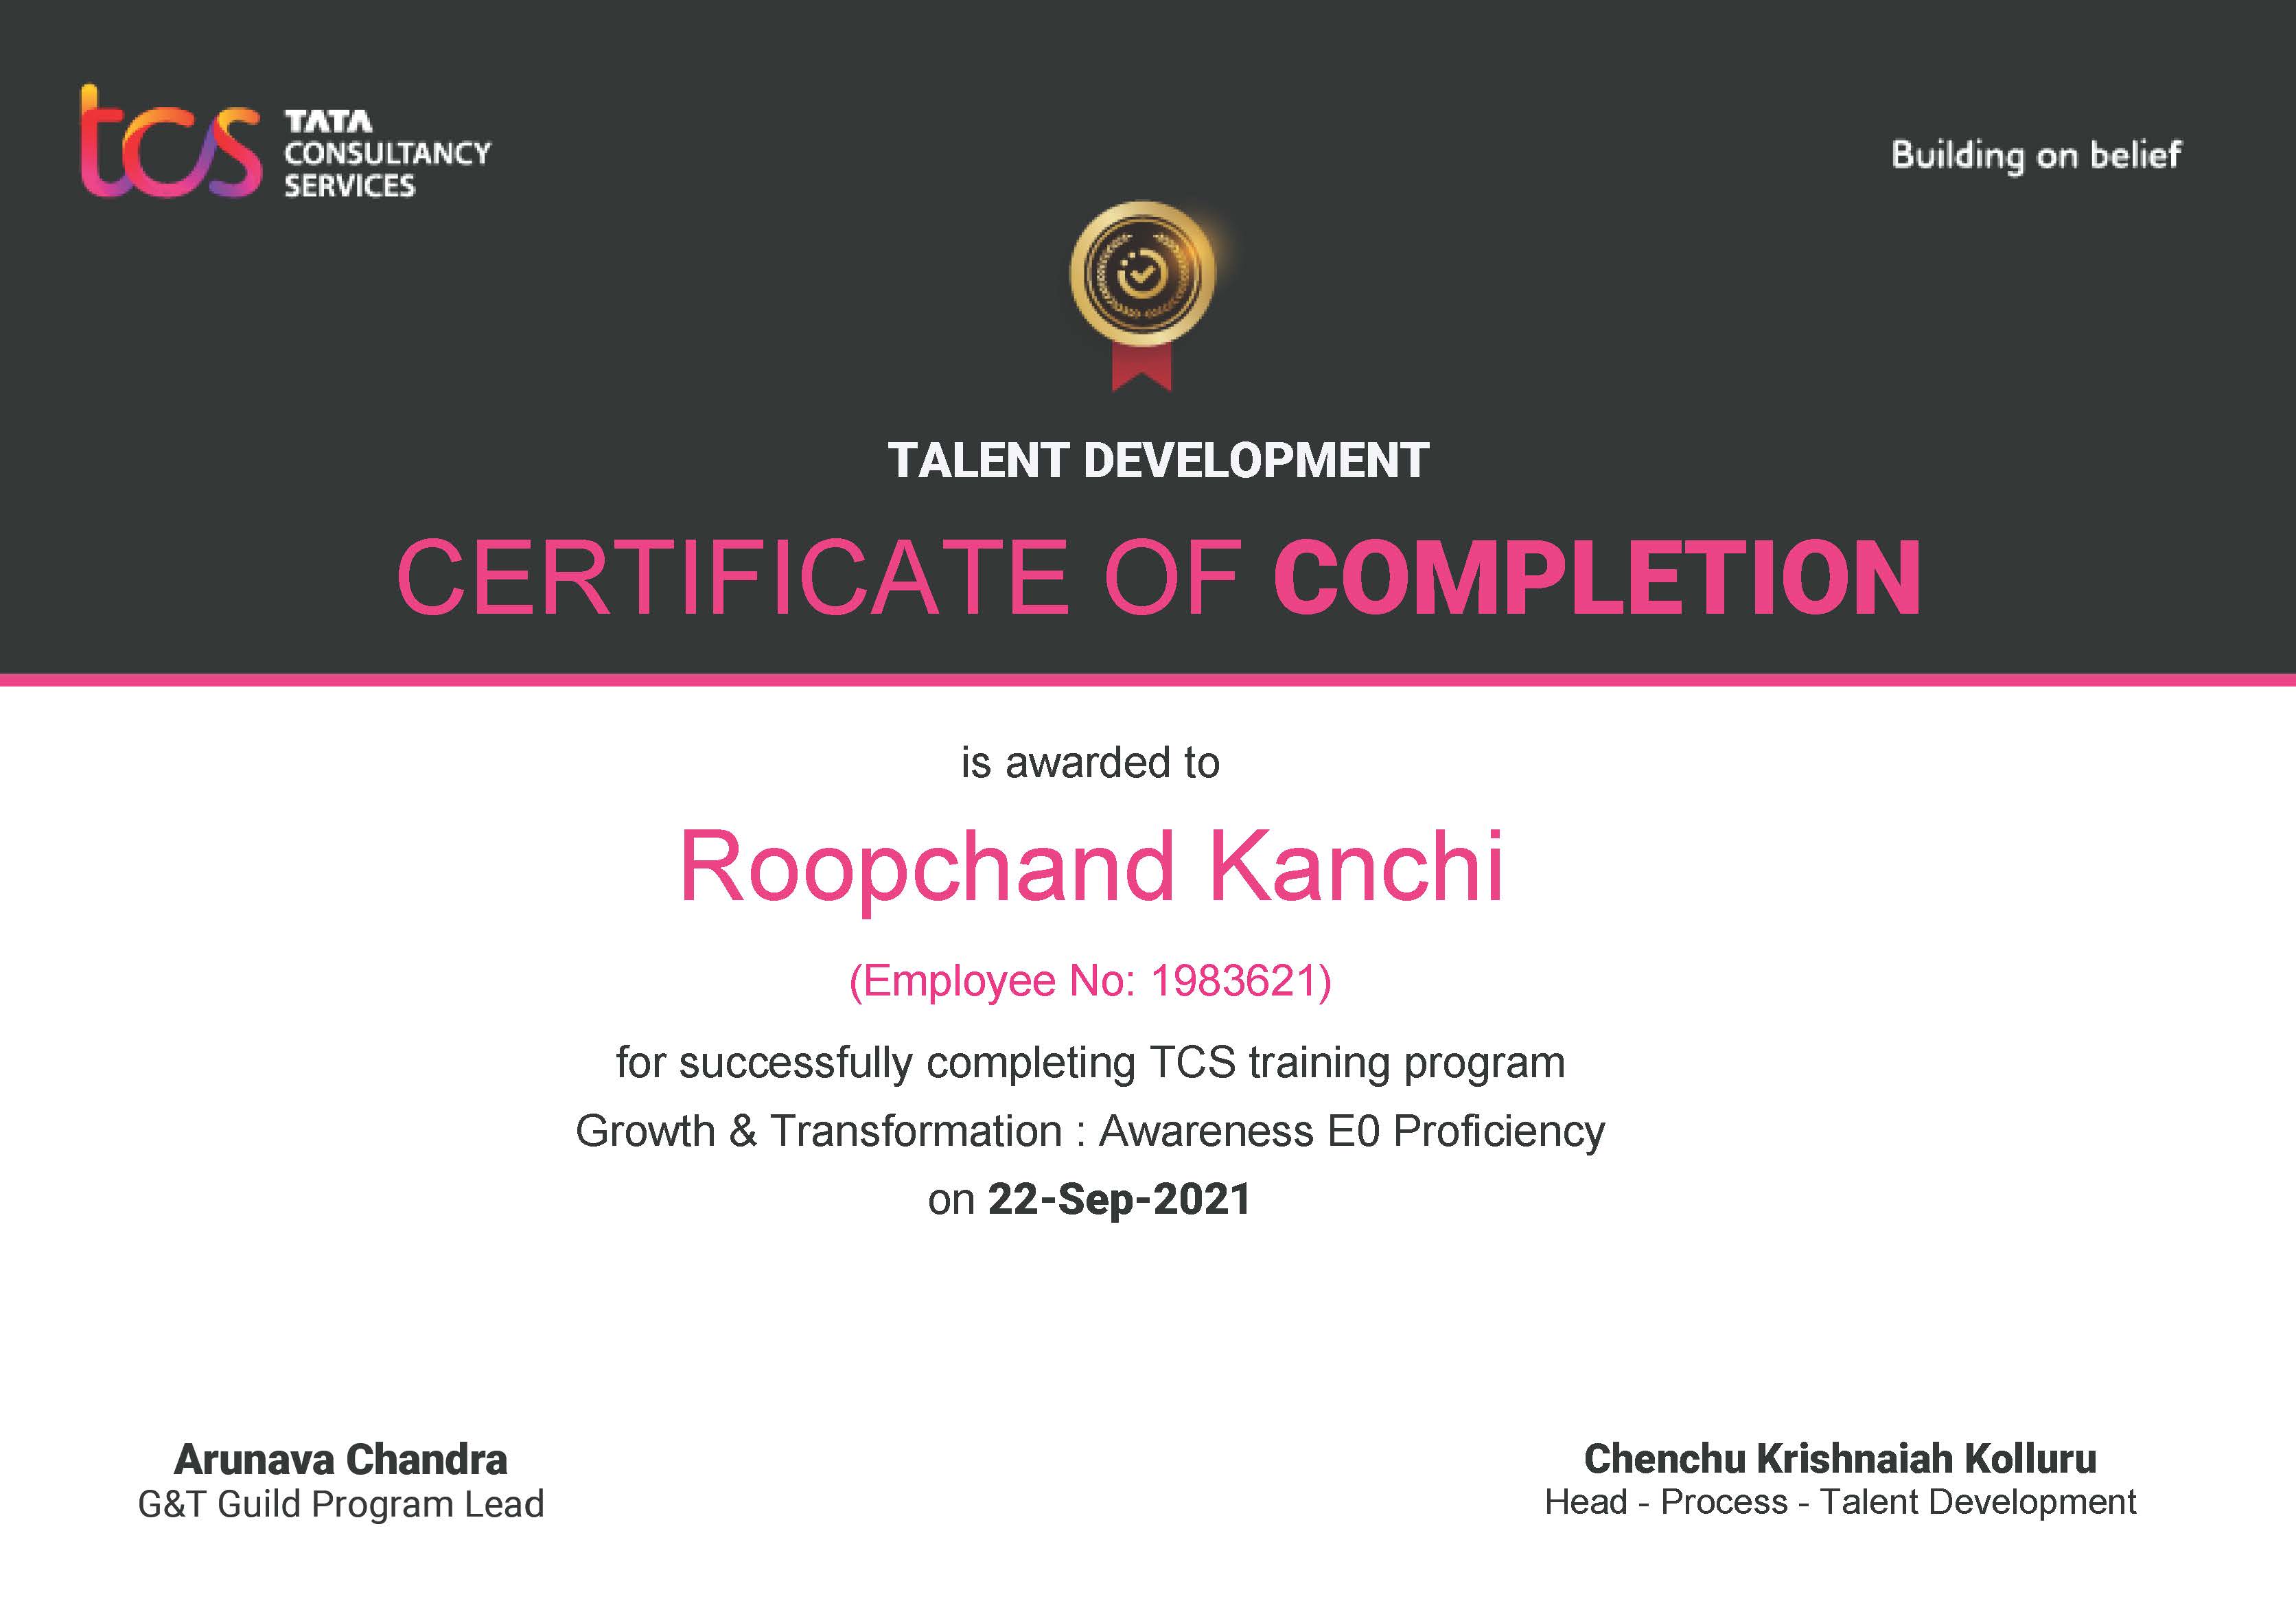 tcs
TATA
CONSULTANCY
SERVICES
Building on belief
TALENT DEVELOPMENT
CERTIFICATE OF COMPLETION
is awarded to
Roopchand Kanchi
(Employee No: 1983621)
for successfully completing TCS training program
Growth & Transformation : Awareness E0 Proficiency
on 22-Sep-2021
Arunava Chandra
G&T Guild Program Lead
Chenchu Krishnaiah Kolluru
Head - Process - Talent Development